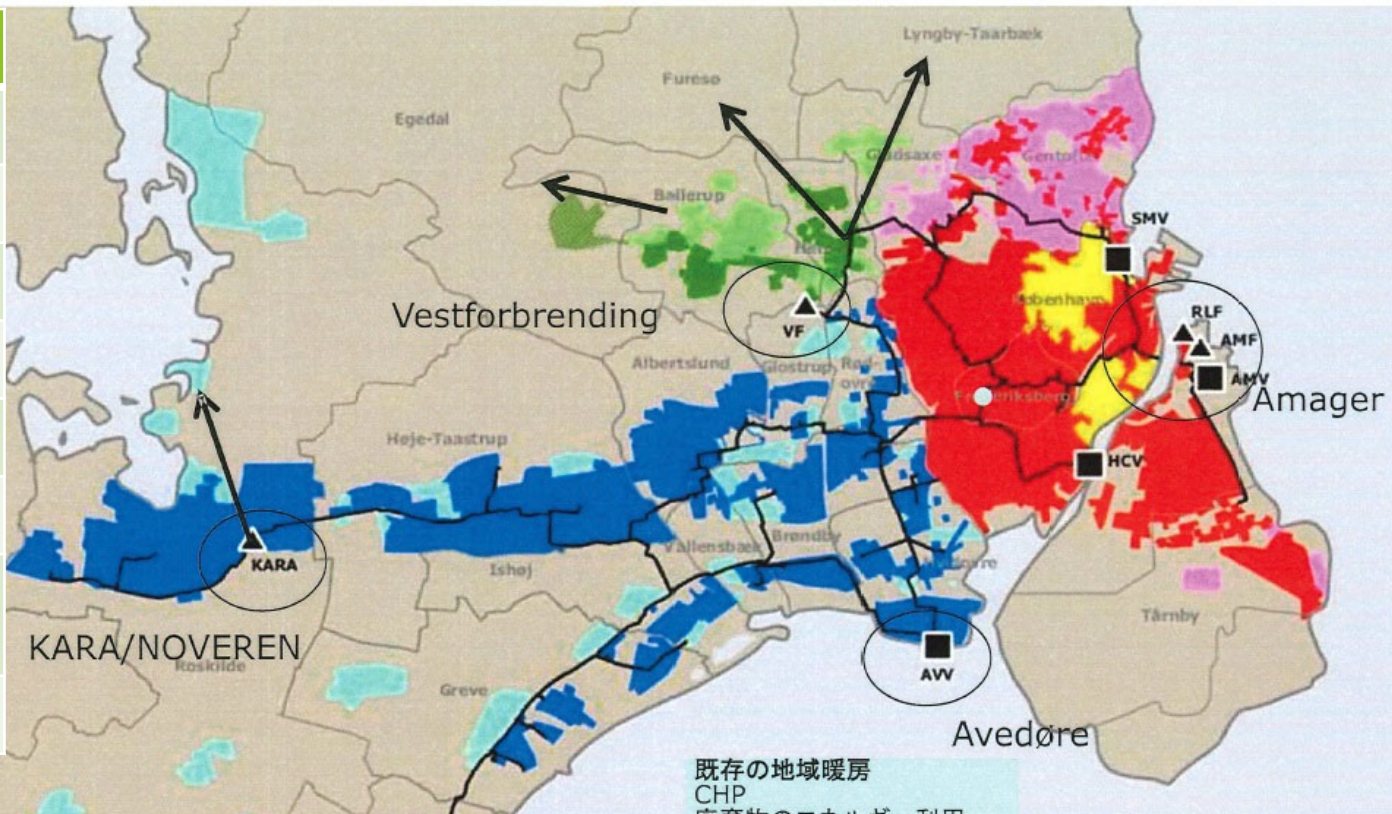 Lyngby-Taarbæk
Furesø
Egedal
Gladsaxe
Gentofte
Ballerup
SMV
København
RLF
AMF
AMV
Amager
Vestforbrending
VF
Albertslund
Glostrup
Rød-
ovre
Frederiksberg
Høje-Taastrup
HCV
KARA
Vallensbæk
Brøndby
Ishøj
Tårnby
KARA/NOVEREN
Roskilde
Greve
AVV
Avedøre
既存の地域暖房
CHP